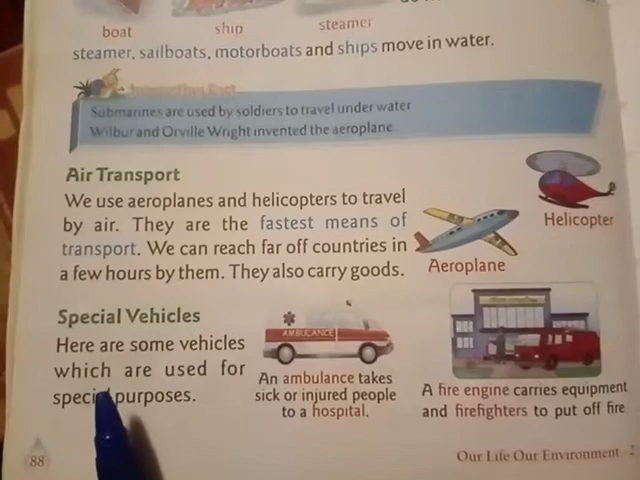 boat
ship
steamer
steamer, sailboats, motorboats and ships move in water.
Interesting Fact
Submarines are used by soldiers to travel under water
Wilbur and Orville Wright invented the aeroplane
Air Transport
We use aeroplanes and helicopters to travel
by air. They are the fastest means of
transport. We can reach far off countries in
a few hours by them. They also carry goods.
Aeroplane
Helicopter
Special Vehicles
Here are some vehicles
which are used for
special purposes.
AMBULANCE
An ambulance takes
sick or injured people
to a hospital.
A fire engine carries equipment
and firefighters to put off fire
88
Our Life Our Environment - 2